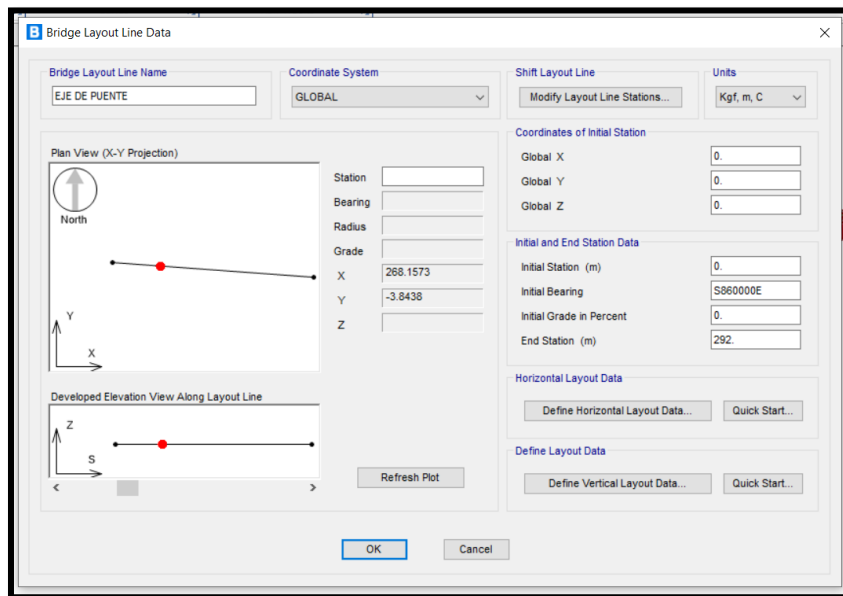 B Bridge Layout Line Data
Bridge Layout Line Name
EJE DE PUENTE
Coordinate System
GLOBAL
Shift Layout Line
Modify Layout Line Stations...
Units
Kgf, m, C
Plan View (X-Y Projection)
North
Y
X
Station
Bearing
Radius
Grade
X 268.1573
Y -3.8438
Z
Coordinates of Initial Station
Global X 0.
Global Y 0.
Global Z 0.
Initial and End Station Data
Initial Station (m) 0.
Initial Bearing S860000E
Initial Grade in Percent 0.
End Station (m) 292.
Developed Elevation View Along Layout Line
Z
S
Refresh Plot
Horizontal Layout Data
Define Horizontal Layout Data... Quick Start...
Define Layout Data
Define Vertical Layout Data... Quick Start...
OK Cancel